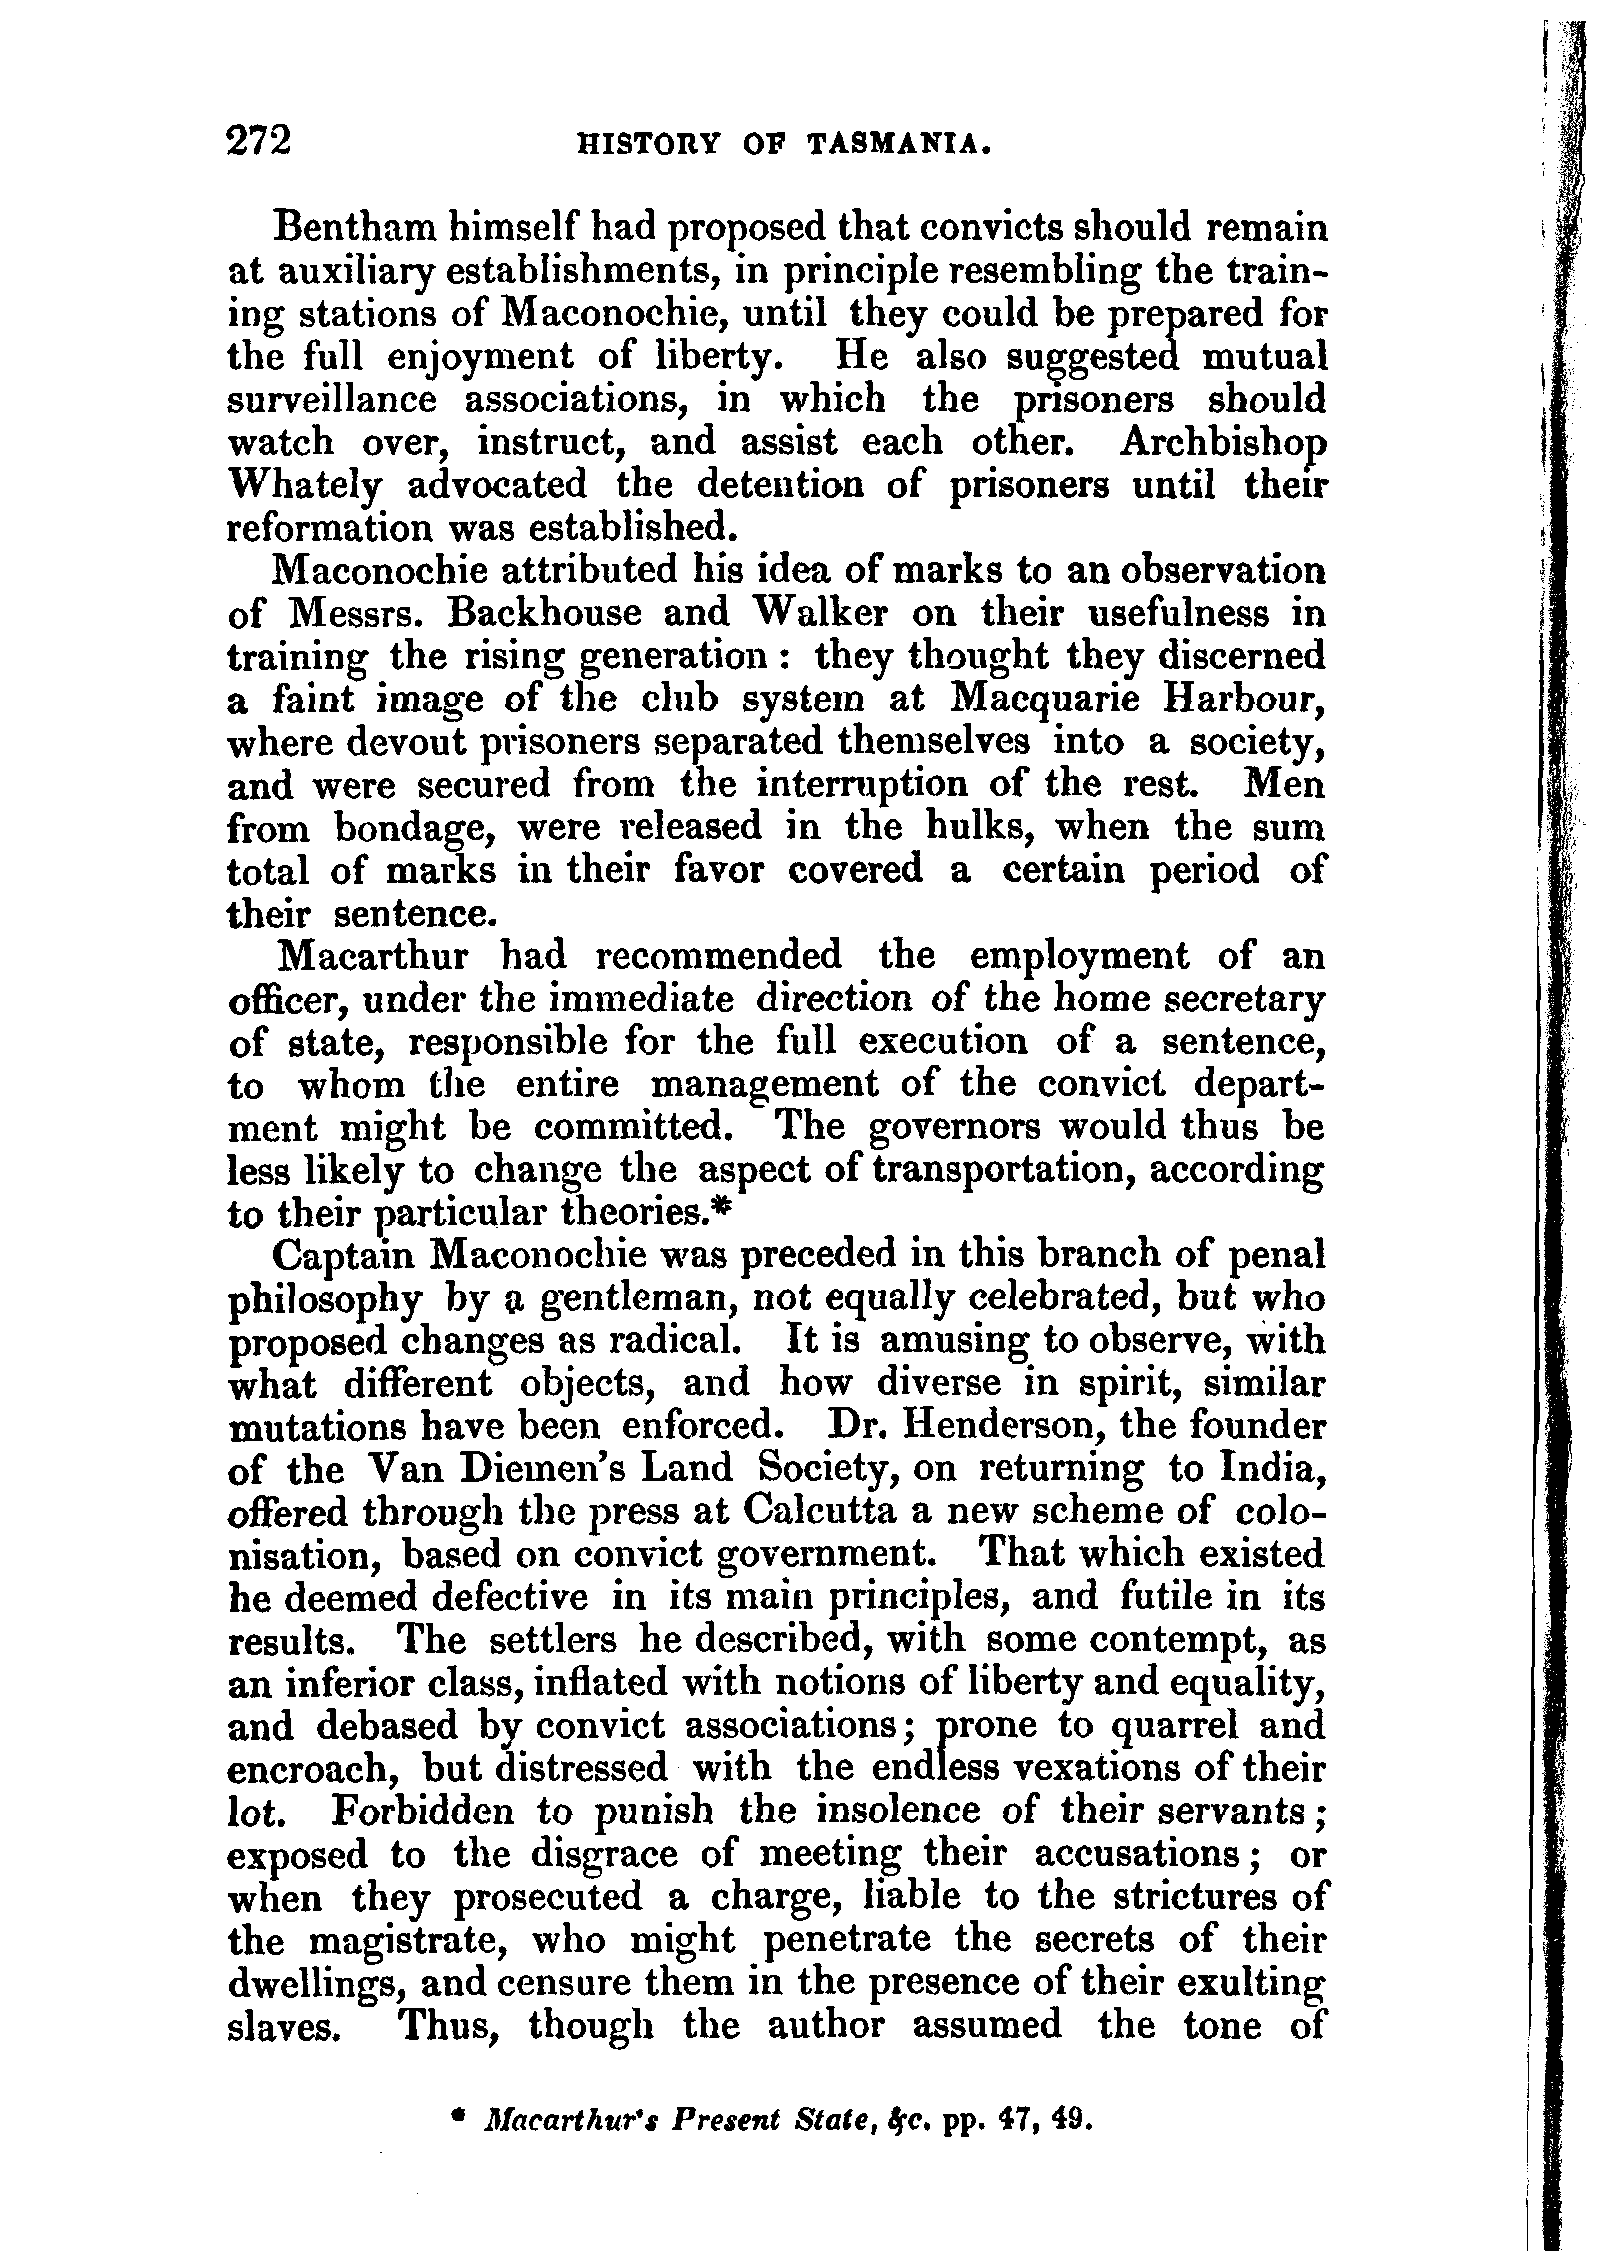 272 HISTORY OF TASMANIA.
Bentham himself had proposed that convicts should remain
at auxiliary establishments, in principle resembling the train-
ing stations of Maconochie, until they could be prepared for
the full enjoyment of liberty. He also suggested mutual
surveillance associations, in which the prisoners should
watch over, instruct, and assist each other. Archbishop
Whately advocated the detention of prisoners until their
reformation was established.
Maconochie attributed his idea of marks to an observation
of Messrs. Backhouse and Walker on their usefulness in
training the rising generation: they thought they discerned
a faint image of the club system at Macquarie Harbour,
where devout prisoners separated themselves into a society,
and were secured from the interruption of the rest. Men
from bondage, were released in the hulks, when the sum
total of marks in their favor covered a certain period of
their sentence.
Macarthur had recommended the employment of an
officer, under the immediate direction of the home secretary
of state, responsible for the full execution of a sentence,
to whom the entire management of the convict depart-
ment might be committed. The governors would thus be
less likely to change the aspect of transportation, according
to their particular theories.*
Captain Maconochie was preceded in this branch of penal
philosophy by a gentleman, not equally celebrated, but who
proposed changes as radical. It is amusing to observe, with
what different objects, and how diverse in spirit, similar
mutations have been enforced. Dr. Henderson, the founder
of the Van Diemen's Land Society, on returning to India,
offered through the press at Calcutta a new scheme of colo-
nisation, based on convict government. That which existed
he deemed defective in its main principles, and futile in its
results. The settlers he described, with some contempt, as
an inferior class, inflated with notions of liberty and equality,
and debased by convict associations; prone to quarrel and
encroach, but distressed with the endless vexations of their
lot. Forbidden to punish the insolence of their servants;
exposed to the disgrace of meeting their accusations; or
when they prosecuted a charge, liable to the strictures of
the magistrate, who might penetrate the secrets of their
dwellings, and censure them in the presence of their exulting
slaves. Thus, though the author assumed the tone of
* Macarthur's Present State, &c. pp. 47, 49.